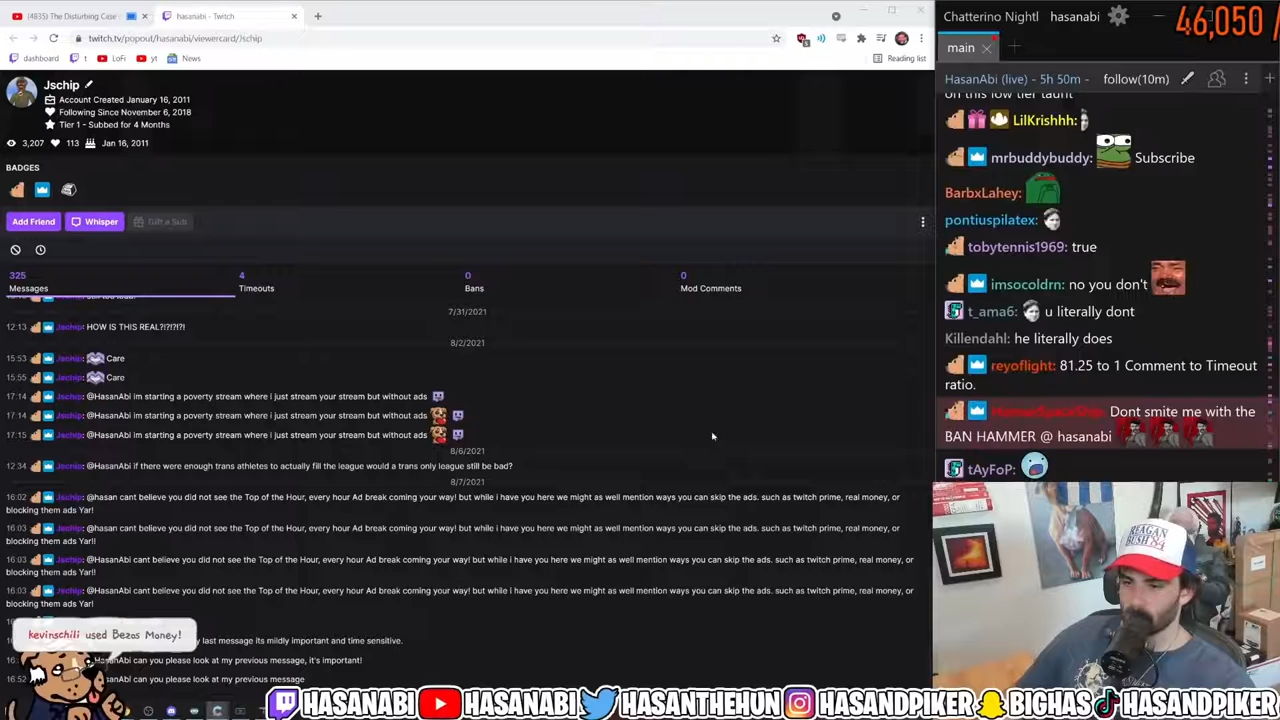 (4835) The Disturbing Case
hasanabi - Twitch
twitch.tv/popout/hasanabi/viewercard/Jschip
dashboard
t
LoFi
yt
News
Reading list
Jschip
Account Created January 16, 2011
Following Since November 6, 2018
Tier 1 - Subbed for 4 Months
3,207
113
Jan 16, 2011
BADGES
Add Friend
Whisper
Gift a Sub
325
Messages
4
Timeouts
0
Bans
0
Mod Comments
7/31/2021
12:13 Jschip: HOW IS THIS REAL?!?!?!?!
8/2/2021
15:53 Jschip: Care
15:55 Jschip: Care
17:14 Jschip: @HasanAbi im starting a poverty stream where i just stream your stream but without ads
17:14 Jschip: @HasanAbi im starting a poverty stream where i just stream your stream but without ads
17:15 Jschip: @HasanAbi im starting a poverty stream where i just stream your stream but without ads
8/6/2021
12:34 Jschip: @HasanAbi if there were enough trans athletes to actually fill the league would a trans only league still be bad?
8/7/2021
16:02 Jschip: @hasan cant believe you did not see the Top of the Hour, every hour Ad break coming your way! but while i have you here we might as well mention ways you can skip the ads. such as twitch prime, real money, or
blocking them ads Yar!
16:03 Jschip: @hasan cant believe you did not see the Top of the Hour, every hour Ad break coming your way! but while i have you here we might as well mention ways you can skip the ads. such as twitch prime, real money, or
blocking them ads Yar!!
16:03 Jschip: @HasanAbi cant believe you did not see the Top of the Hour, every hour Ad break coming your way! but while i have you here we might as well mention ways you can skip the ads. such as twitch prime, real money, or
blocking them ads Yar!!
16:03 Jschip: @HasanAbi cant believe you did not see the Top of the Hour, every hour Ad break coming your way! but while i have you here we might as well mention ways you can skip the ads. such as twitch prime, real money, or
blocking them ads Yar!
kevinschili used Bezos Money!
last message its mildly important and time sensitive.
HasanAbi can you please look at my previous message, it's important!
16:52 asanAbi can you please look at my previous message
Chatterino Nightl
hasanabi
46,050 /
main
HasanAbi (live) - 5h 50m -
follow(10m)
on this low tier taunt
LilKrishhh:
mrbuddybuddy: Subscribe
BarbxLahey:
pontiuspilatex:
tobytennis1969: true
imsocoldrn: no you don't
t_ama6: u literally dont
Killendahl: he literally does
reyoflight: 81.25 to 1 Comment to Timeout
ratio.
Dont smite me with the
BAN HAMMER @ hasanabi
tAyFoP:
REAGAN
BUSH
HASANABI
HASANABI
HASANTHEHUN
HASANDPIKER
BIGHAS
HASANDPIKER